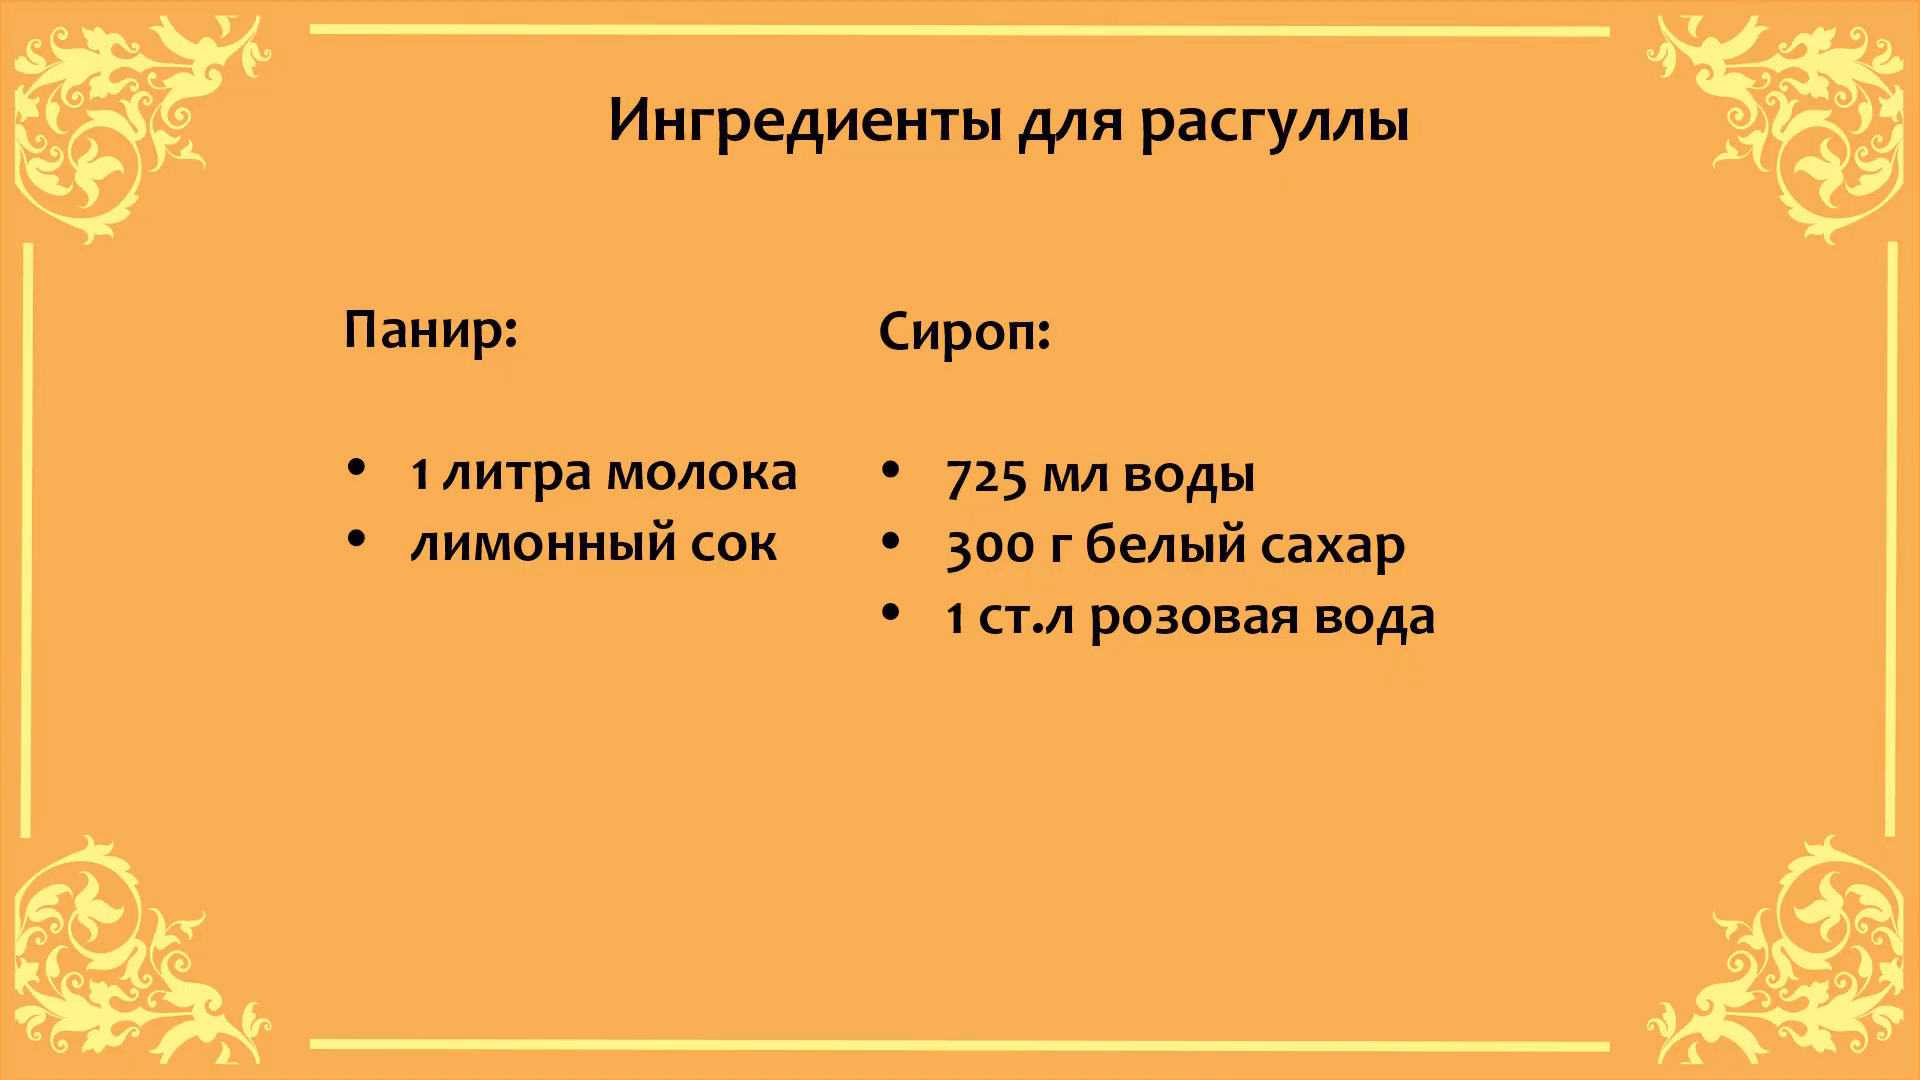 Ингредиенты для расгуллы
Панир:
• 1 литра молока
• лимонный сок
Сироп:
• 725 мл воды
• 300 г белый сахар
• 1 ст.л розовая вода